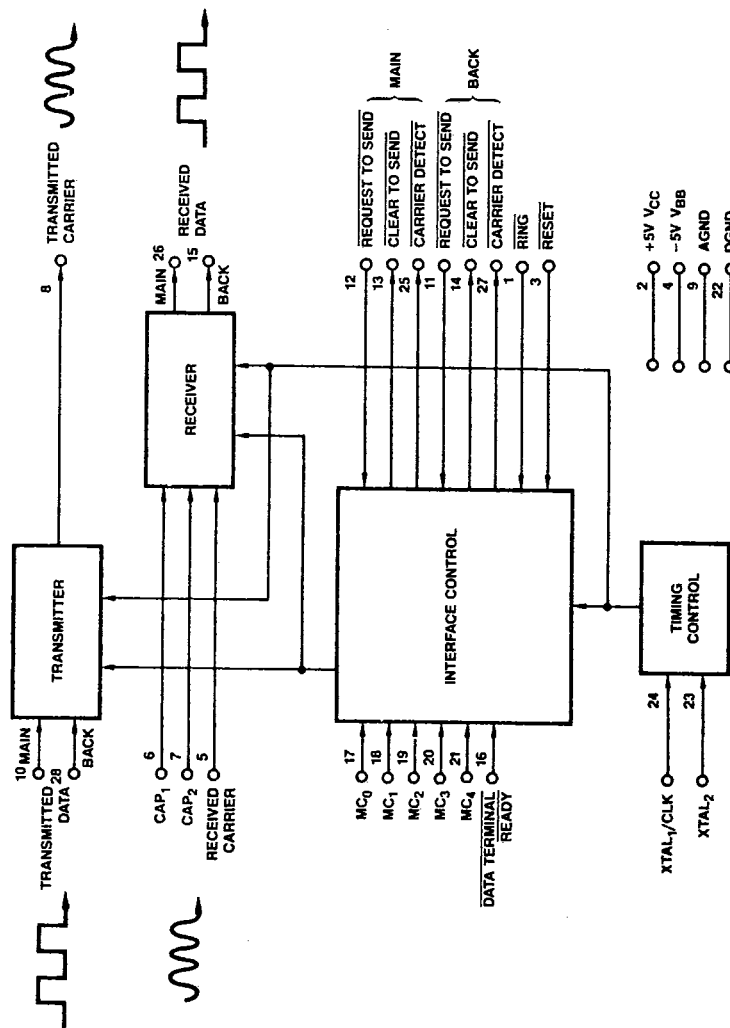 TRANSMITTED
DATA
10
MAIN
28
BACK
TRANSMITTER
8
TRANSMITTED
CARRIER
CAP1
6
CAP2
7
RECEIVED
CARRIER
5
RECEIVER
MAIN
26
RECEIVED
DATA
15
BACK
MC0
17
MC1
18
MC2
19
MC3
20
MC4
21
DATA TERMINAL
READY
16
INTERFACE CONTROL
12
REQUEST TO SEND
13
CLEAR TO SEND
MAIN
25
CARRIER DETECT
11
REQUEST TO SEND
14
CLEAR TO SEND
BACK
27
CARRIER DETECT
1
RING
3
RESET
XTAL1/CLK
24
XTAL2
23
TIMING
CONTROL
2
+5V VCC
4
-5V VBB
9
AGND
22
DGND